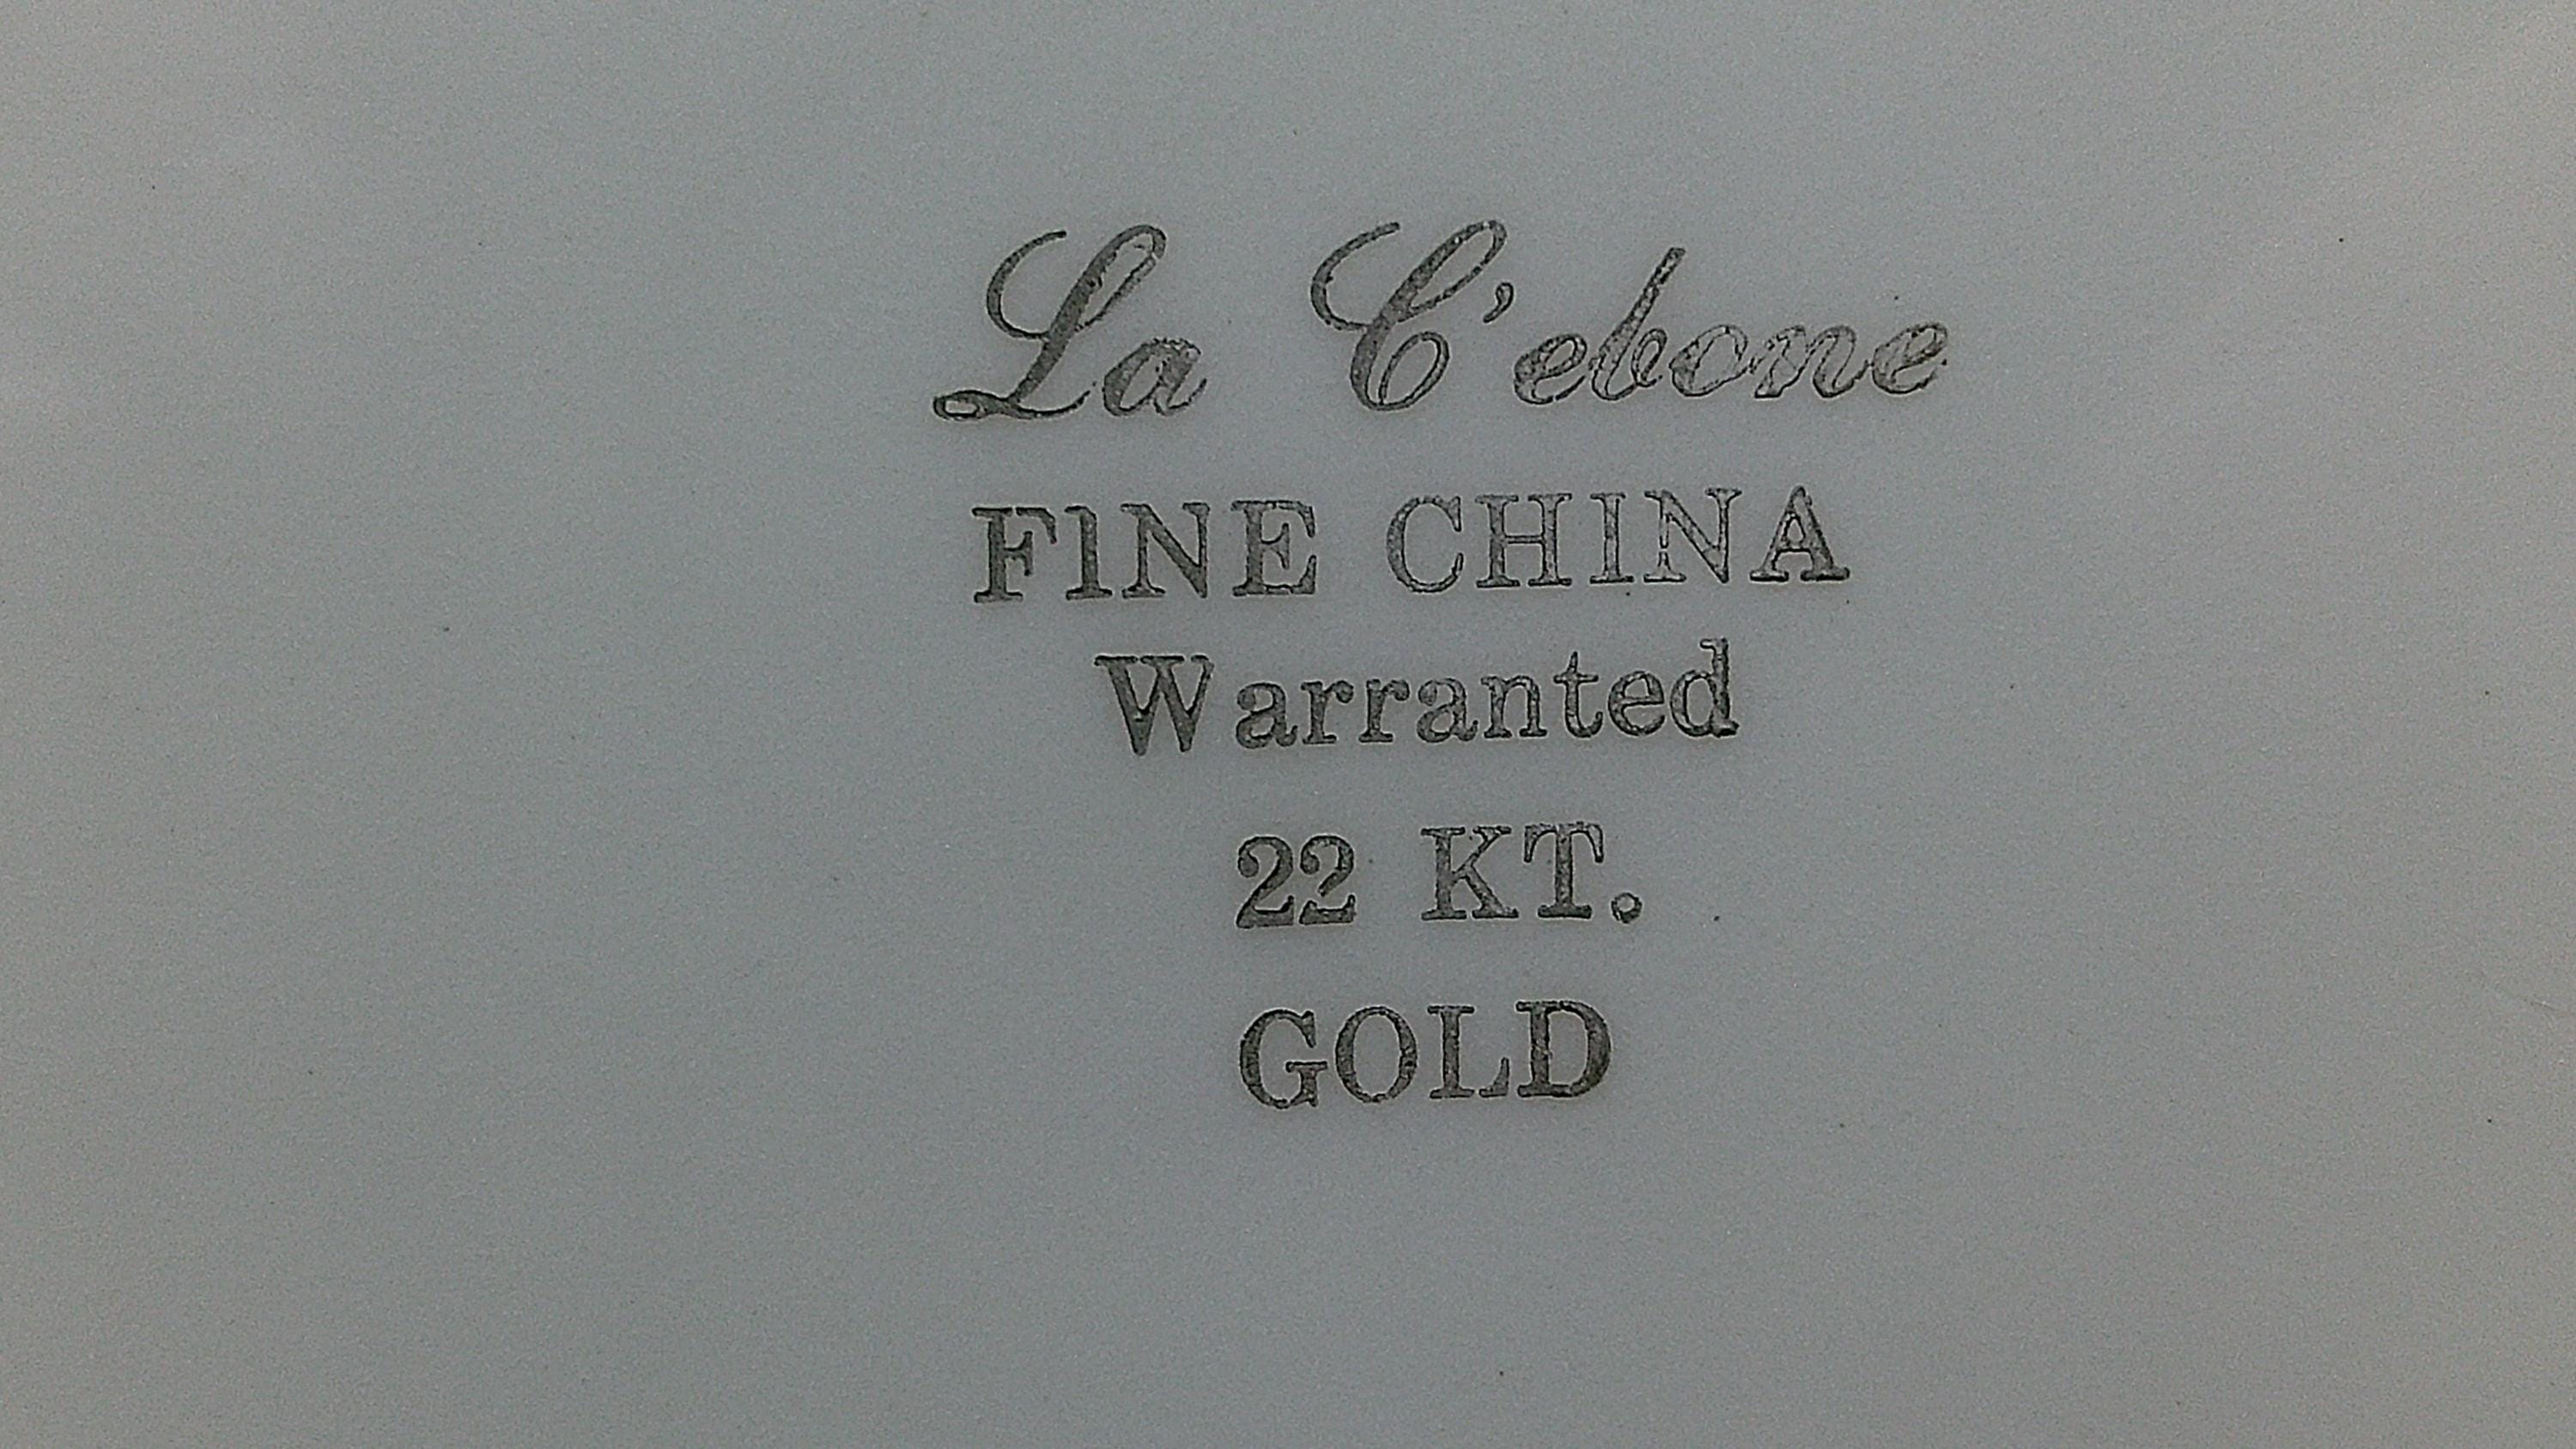 La C'ebone
FINE CHINA
Warranted
22 KT.
GOLD